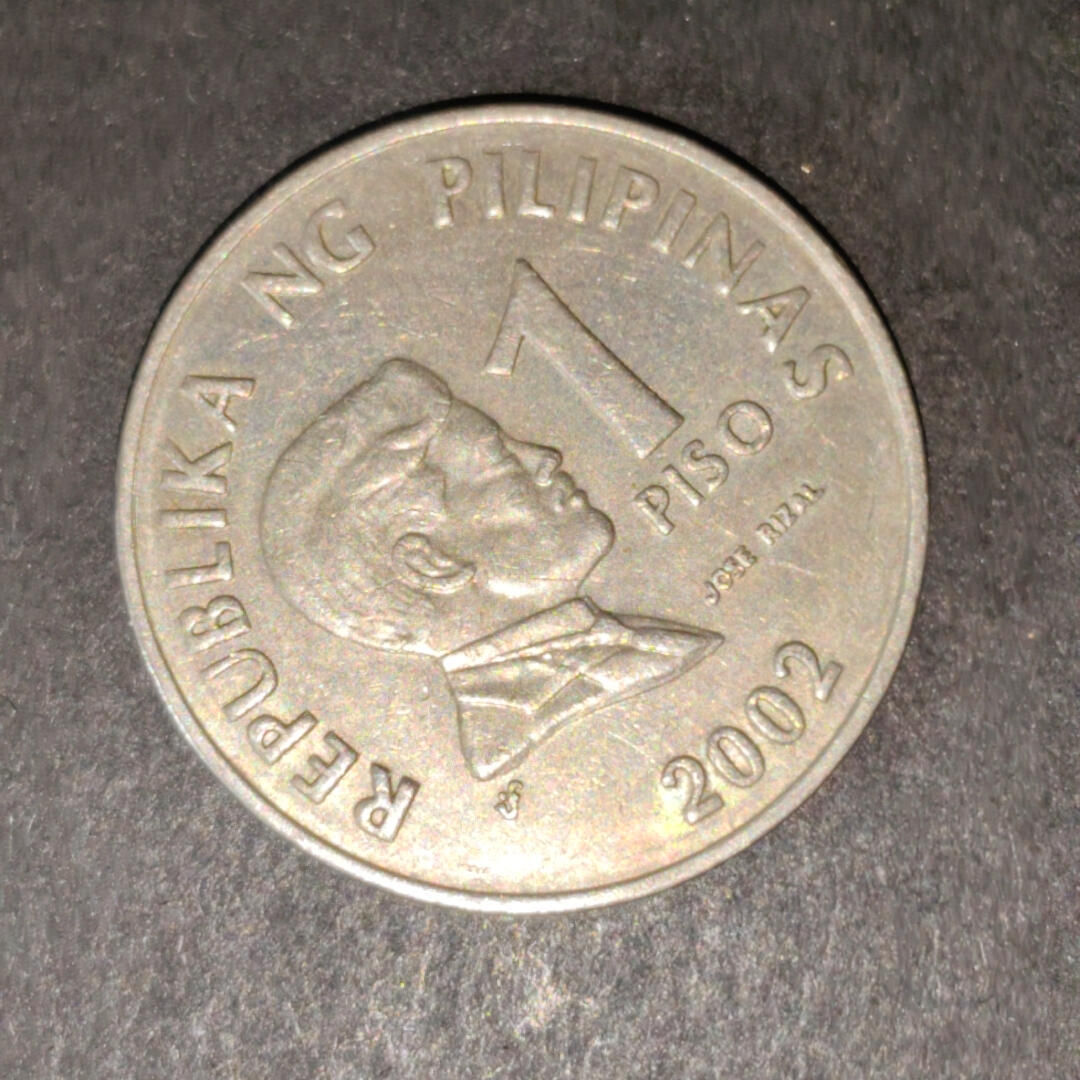 REPUBLIKA NG PILIPINAS
1
PISO
JOSE RIZAL
2002